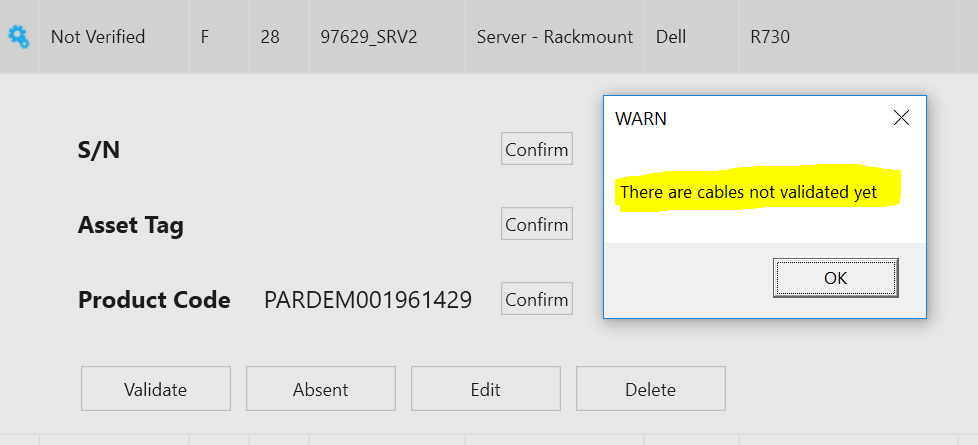 Not Verified F 28 97629_SRV2 Server - Rackmount Dell R730
WARN
S/N Confirm
There are cables not validated yet
Asset Tag Confirm
OK
Product Code PARDEM001961429 Confirm
Validate Absent Edit Delete